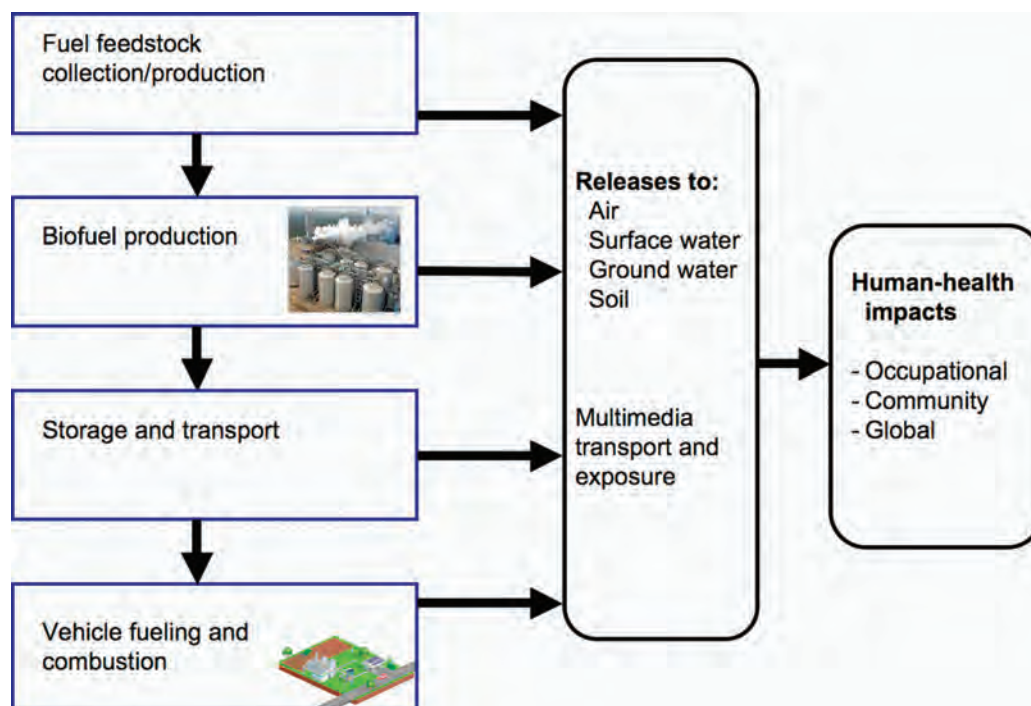 Fuel feedstock
collection/production
Biofuel production
Storage and transport
Vehicle fueling and
combustion
Releases to:
Air
Surface water
Ground water
Soil
Multimedia
transport and
exposure
Human-health
impacts
- Occupational
- Community
- Global